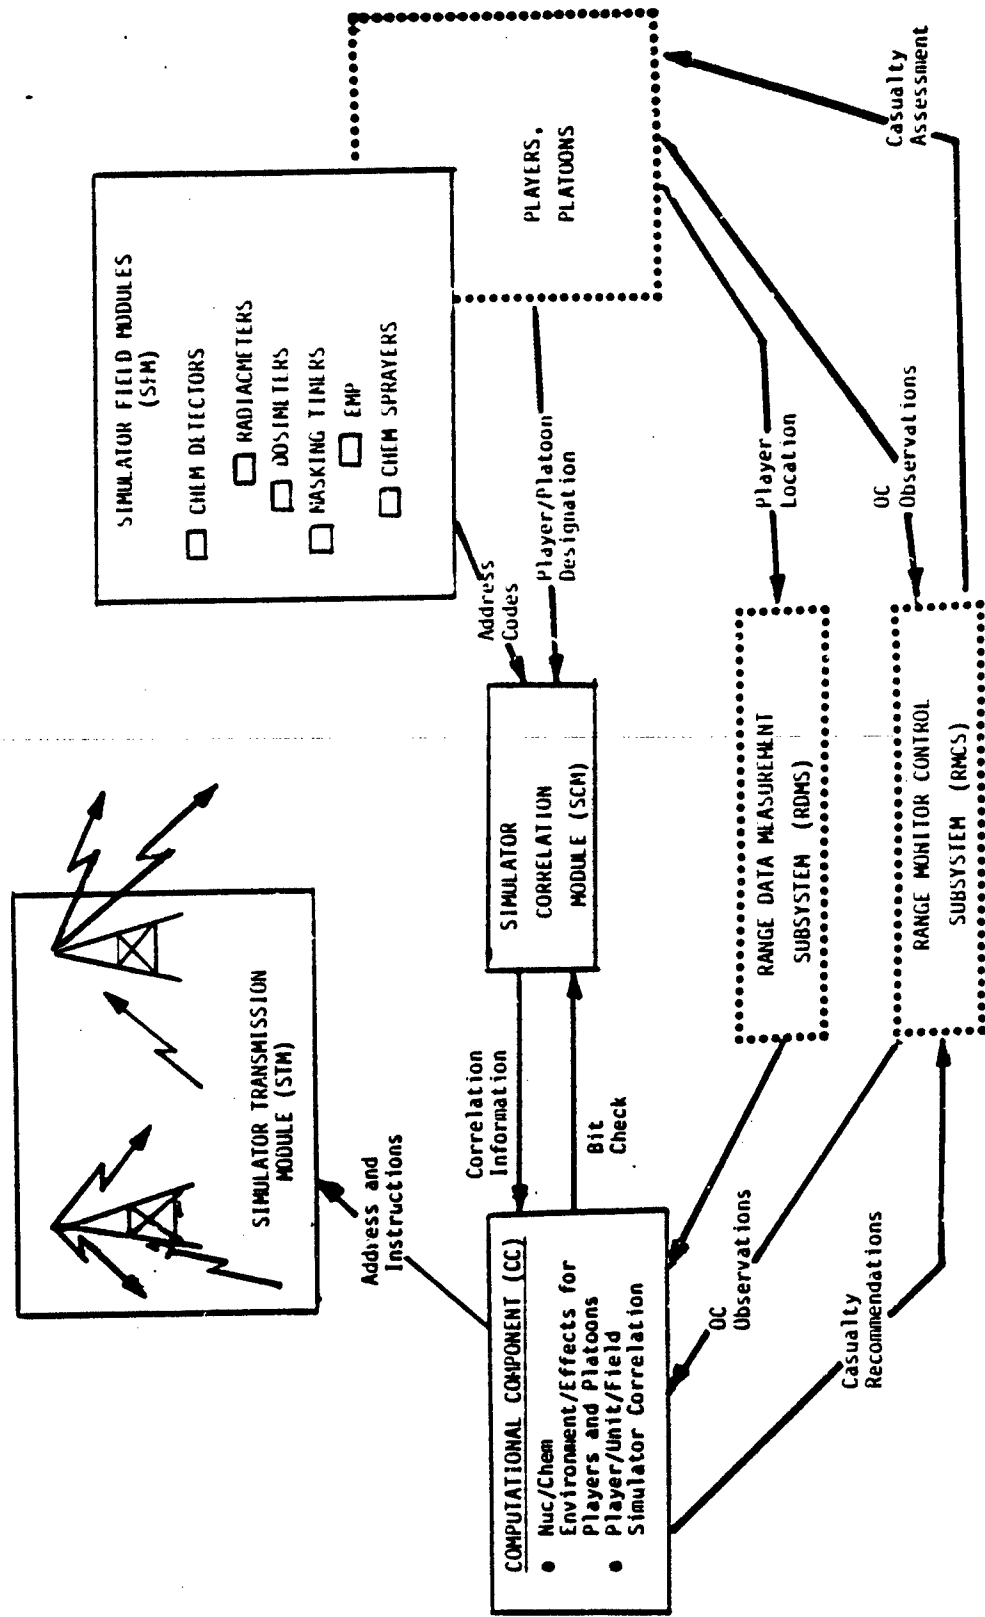 SIMULATOR TRANSMISSION
MODULE (STM)
SIMULATOR FIELD MODULES
(SFM)
CHEM DETECTORS
RADIACMETERS
DOSIMETERS
MASKING TIMERS
EMP
CHEM SPRAYERS
PLAYERS,
PLATOONS
Address and
Instructions
Address
Codes
Player/Platoon
Designation
COMPUTATIONAL COMPONENT (CC)
● Nuc/Chem
Environment/Effects for
Players and Platoons
● Player/Unit/Field
Simulator Correlation
Correlation
Information
Bit
Check
SIMULATOR
CORRELATION
MODULE (SCM)
Player
Location
OC
Observations
RANGE DATA MEASUREMENT
SUBSYSTEM (RDMS)
OC
Observations
RANGE MONITOR CONTROL
SUBSYSTEM (RMCS)
Casualty
Recommendations
Casualty
Assessment